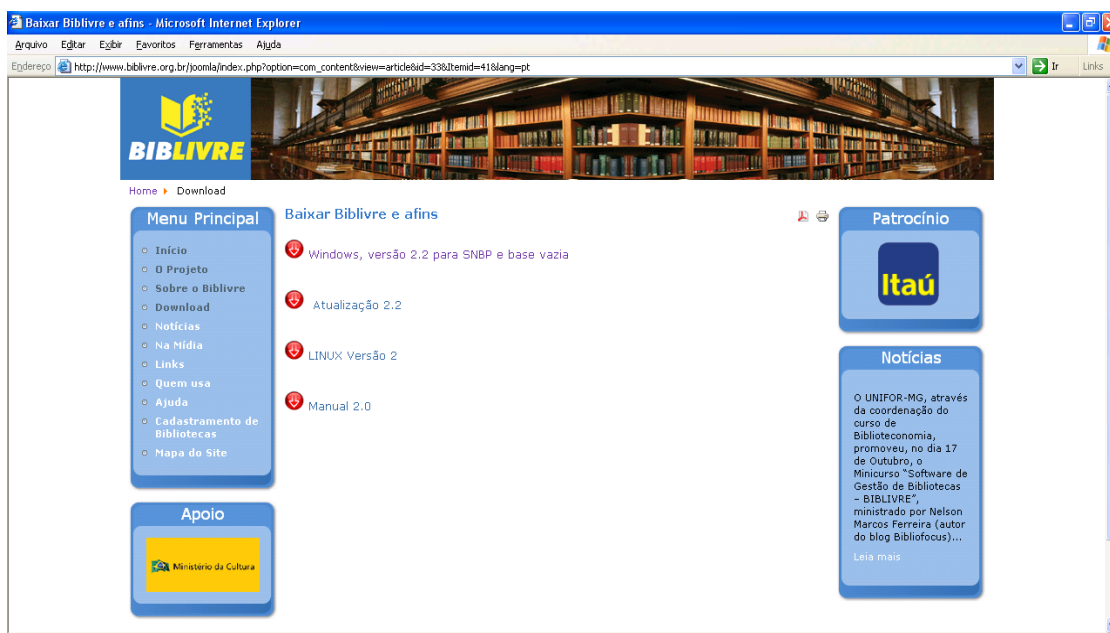 Baixar Biblivre e afins - Microsoft Internet Explorer
Arquivo Editar Exibir Favoritos Ferramentas Ajuda
Endereço http://www.biblivre.org.br/joomla/index.php?option=com_content&view=article&id=33&Itemid=41&lang=pt Ir Links
BIBLIVRE
Home Download
Menu Principal
Início
O Projeto
Sobre o Biblivre
Download
Notícias
Na Mídia
Links
Quem usa
Ajuda
Cadastramento de
Bibliotecas
Mapa do Site
Apoio
Ministério da Cultura
Baixar Biblivre e afins
Windows, versão 2.2 para SNBP e base vazia
Atualização 2.2
LINUX Versão 2
Manual 2.0
Patrocínio
Itaú
Notícias
O UNIFOR-MG, através
da coordenação do
curso de
Biblioteconomia,
promoveu, no dia 17
de Outubro, o
Minicurso "Software de
Gestão de Bibliotecas
– BIBLIVRE",
ministrado por Nelson
Marcos Ferreira (autor
do blog Bibliofocus)...
Leia mais